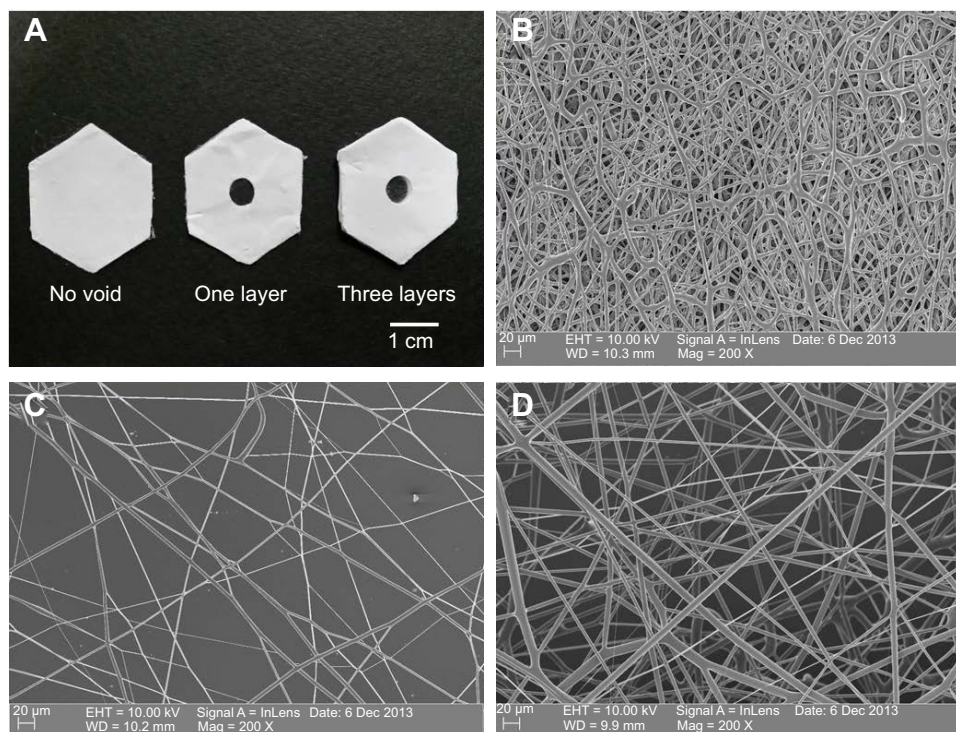 A
No void
One layer
Three layers
1 cm
B
20 µm
EHT = 10.00 kV Signal A = InLens Date: 6 Dec 2013
WD = 10.3 mm Mag = 200 X
C
20 µm
EHT = 10.00 kV Signal A = InLens Date: 6 Dec 2013
WD = 10.2 mm Mag = 200 X
D
20 µm
EHT = 10.00 kV Signal A = InLens Date: 6 Dec 2013
WD = 9.9 mm Mag = 200 X